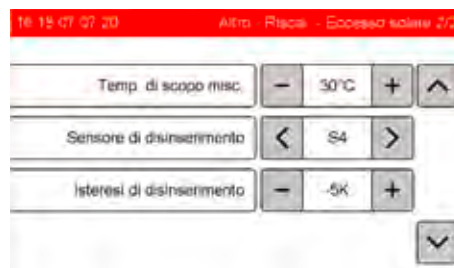 16:18 07.07.20 Altro - Riscal. - Eccesso solare 2/2
Temp. di scopo misc. - 30°C +
Sensore di disinserimento < S4 >
Isteresi di disinserimento - -5K +